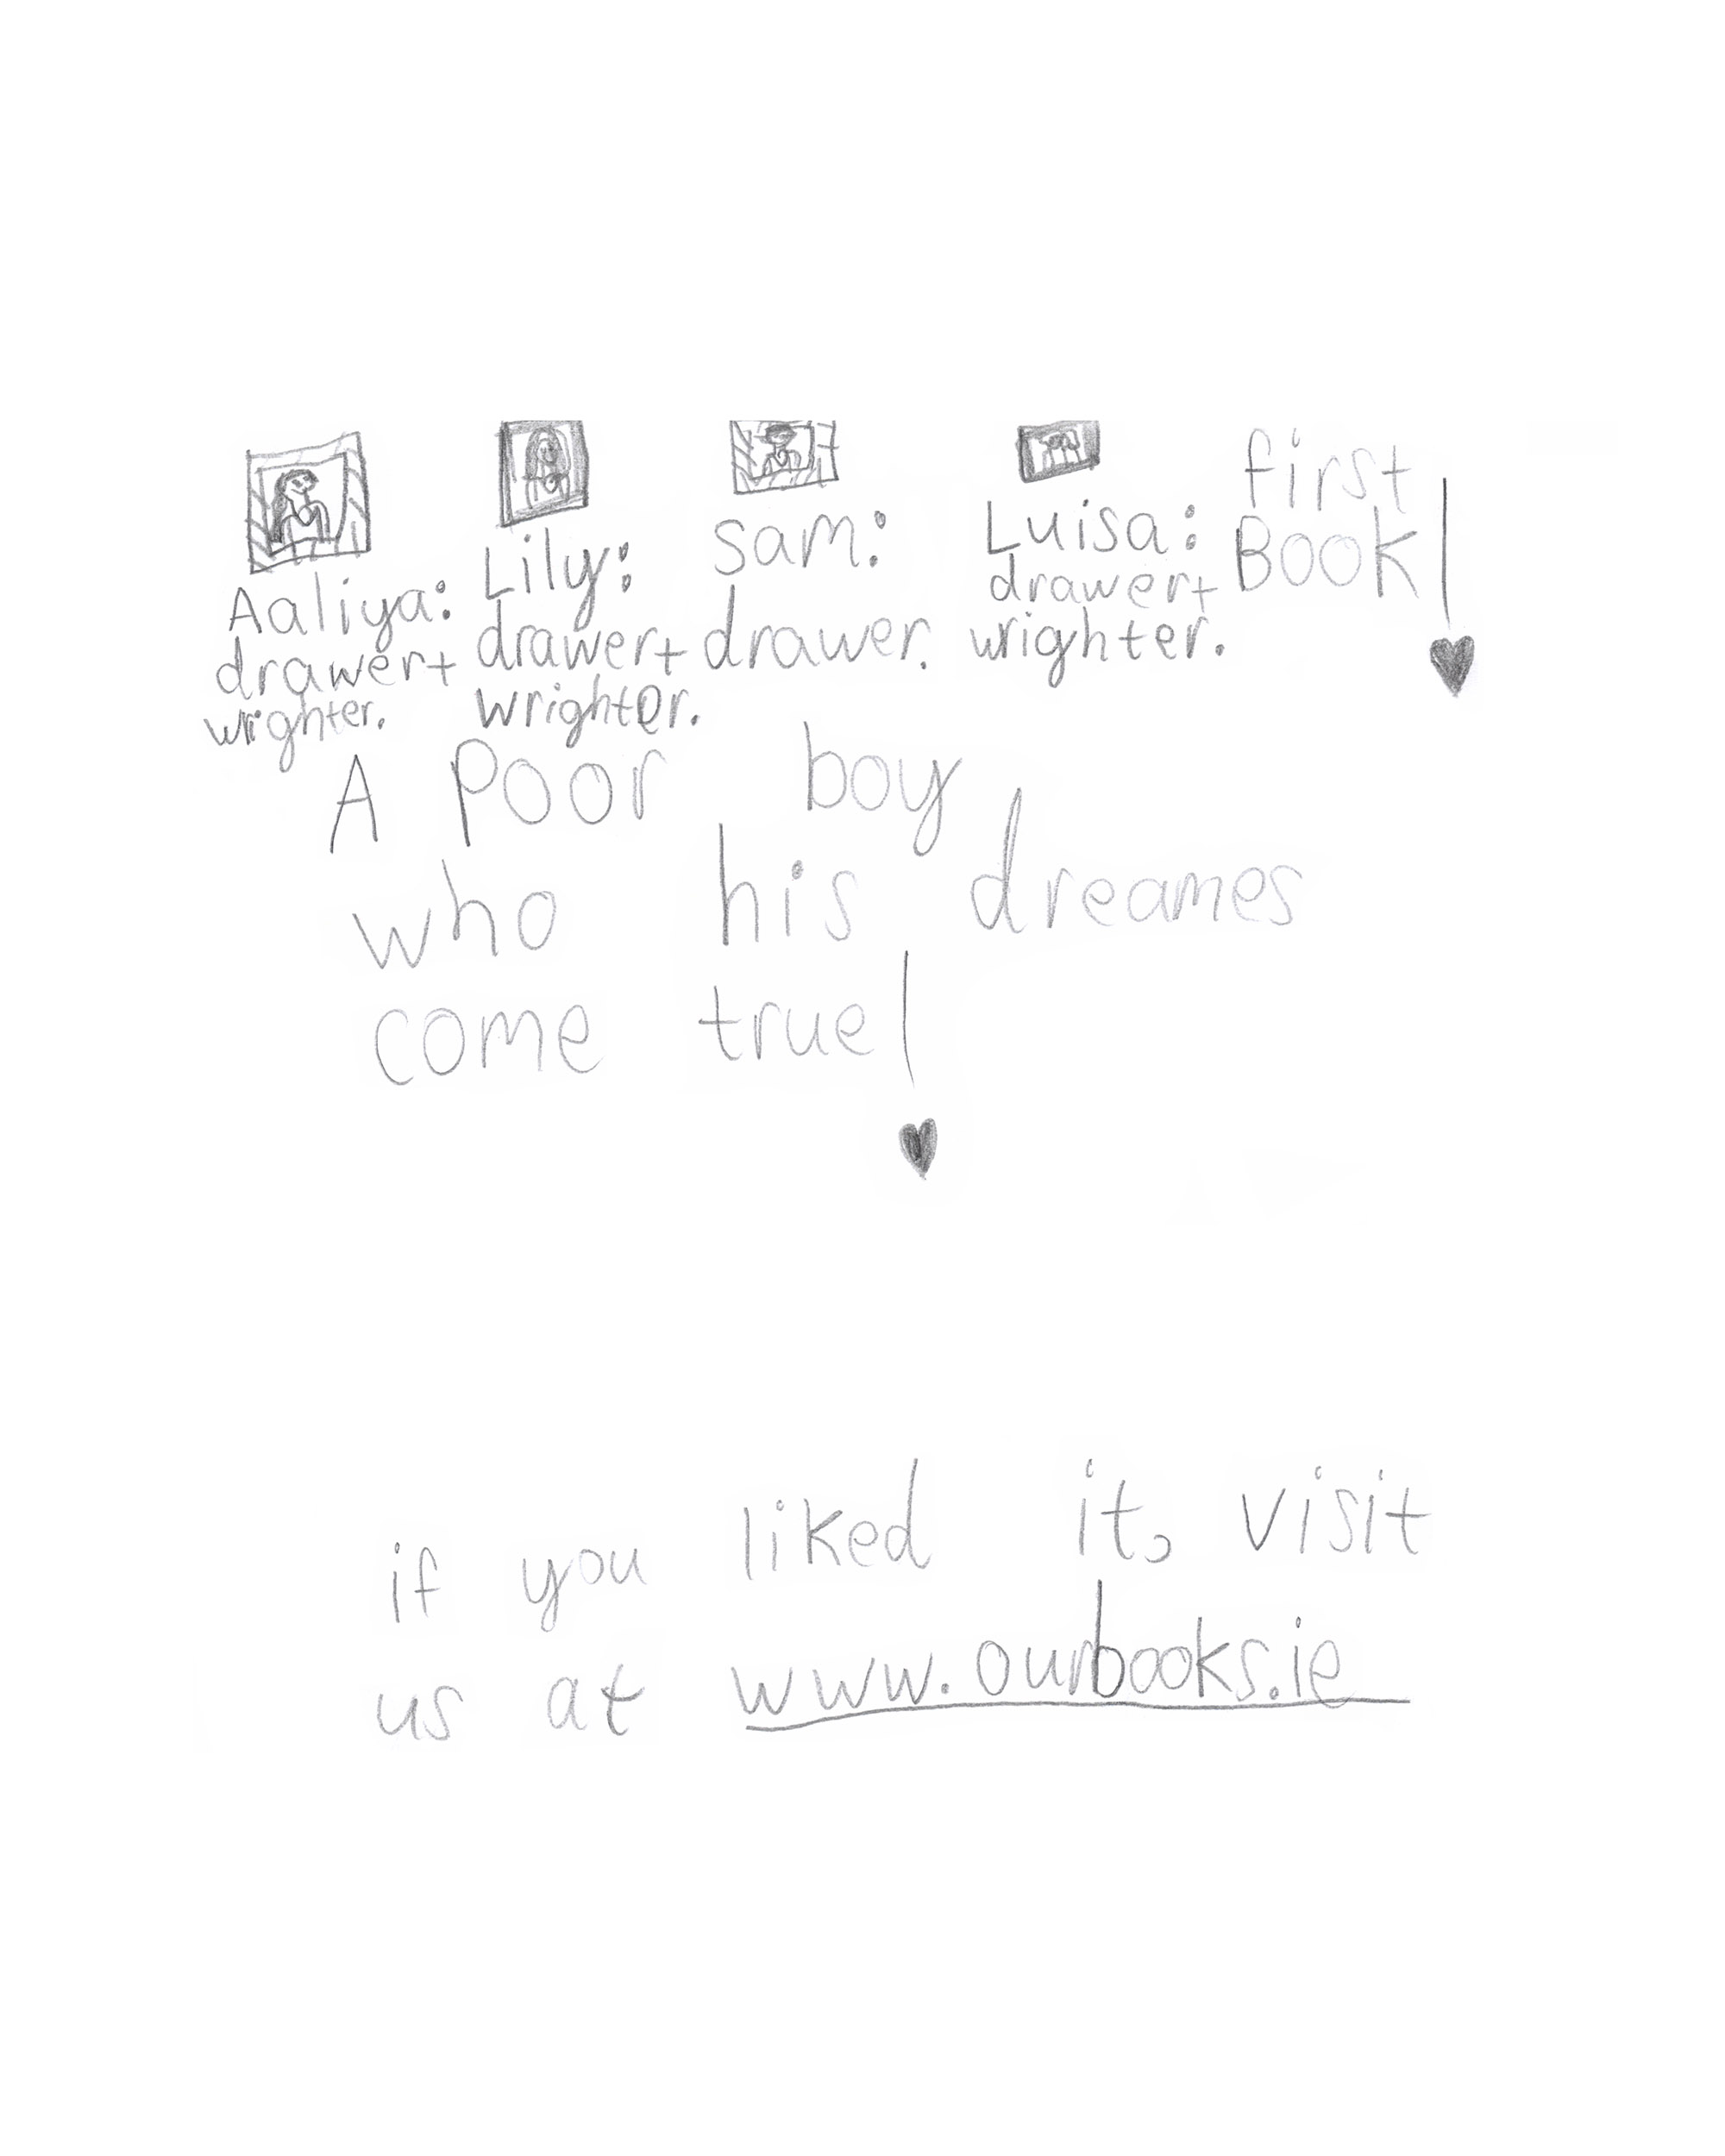 Aaliya:
drawer+
wrighter.
Lily:
drawer+
wrighter.
Sam:
drawer.
Luisa:
drawer+
wrighter.
first
Book!
A Poor boy
who his dreames
come true!
if you liked it, visit
us at www.ourbooks.ie